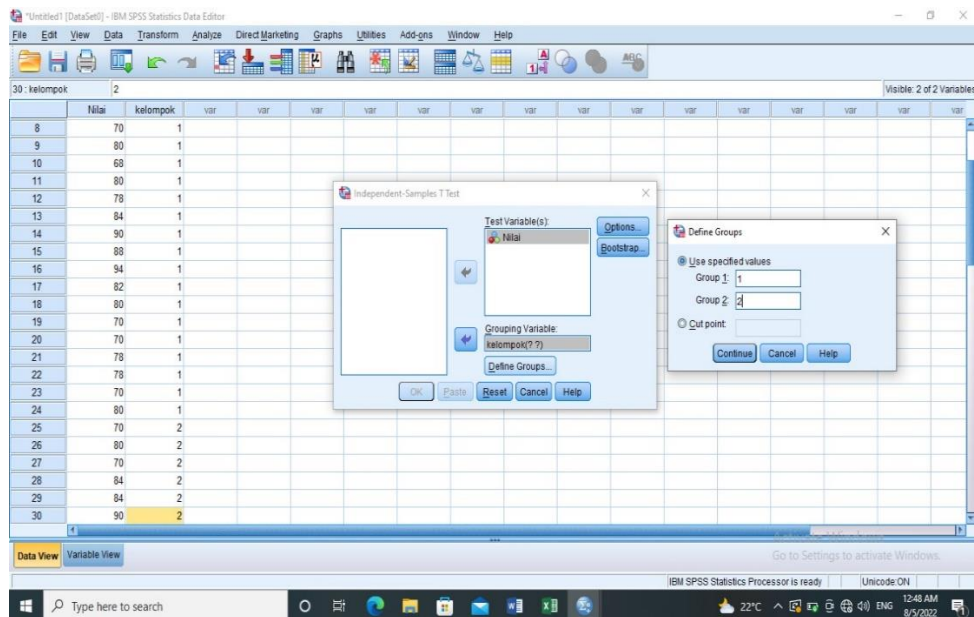 *Untitled1 [DataSet0] - IBM SPSS Statistics Data Editor
File Edit View Data Transform Analyze Direct Marketing Graphs Utilities Add-ons Window Help
30 : kelompok 2 Visible: 2 of 2 Variables
Nilai kelompok var var var var var var var var var var var var var var
8 70 1
9 80 1
10 68 1
11 80 1
12 78 1
13 84 1
14 90 1
15 88 1
16 94 1
17 82 1
18 80 1
19 70 1
20 70 1
21 78 1
22 78 1
23 70 1
24 80 1
25 70 2
26 80 2
27 70 2
28 84 2
29 84 2
30 90 2
Independent-Samples T Test
Test Variable(s):
Nilai
Options...
Bootstrap...
Grouping Variable:
kelompok(? ?)
Define Groups...
OK Paste Reset Cancel Help
Define Groups
Use specified values
Group 1: 1
Group 2: 2
Cut point:
Continue Cancel Help
Data View Variable View
Go to Settings to activate Windows.
IBM SPSS Statistics Processor is ready Unicode:ON
Type here to search
22°C ENG 12:48 AM
8/5/2022